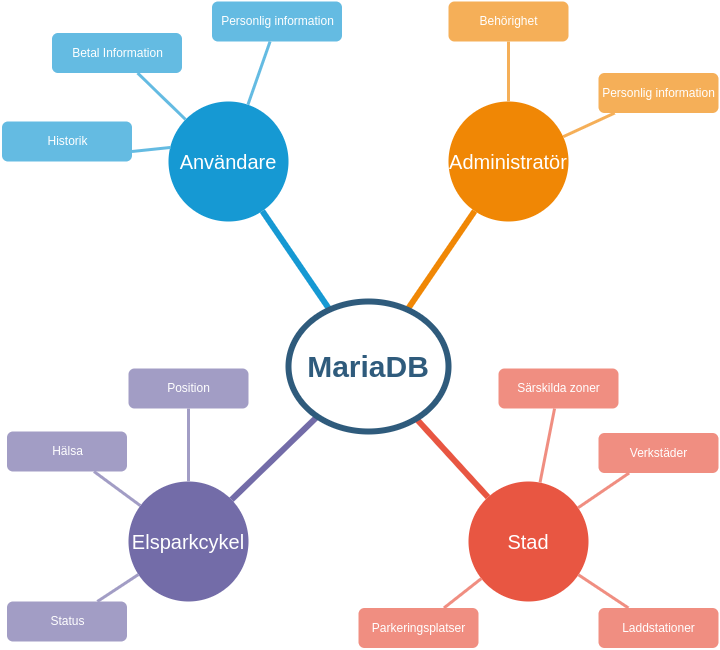 Personlig information
Behörighet
Betal Information
Personlig information
Historik
Användare
Administratör
MariaDB
Position
Särskilda zoner
Hälsa
Verkstäder
Elsparkcykel
Stad
Status
Parkeringsplatser
Laddstationer